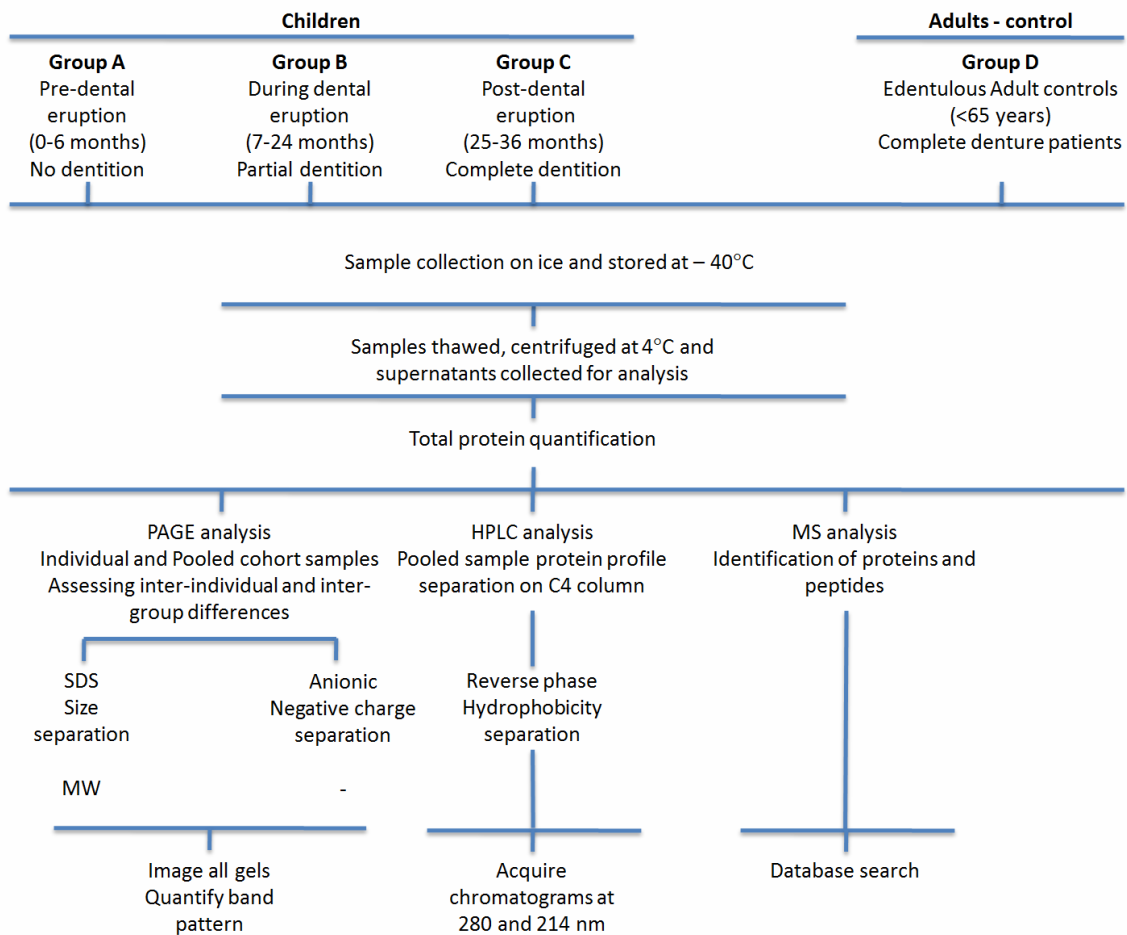 Children
Adults - control
Group A
Pre-dental
eruption
(0-6 months)
No dentition
Group B
During dental
eruption
(7-24 months)
Partial dentition
Group C
Post-dental
eruption
(25-36 months)
Complete dentition
Group D
Edentulous Adult controls
(<65 years)
Complete denture patients
Sample collection on ice and stored at – 40°C
Samples thawed, centrifuged at 4°C and
supernatants collected for analysis
Total protein quantification
PAGE analysis
Individual and Pooled cohort samples
Assessing inter-individual and inter-
group differences
SDS
Size
separation
MW
Anionic
Negative charge
separation
-
Image all gels
Quantify band
pattern
HPLC analysis
Pooled sample protein profile
separation on C4 column
Reverse phase
Hydrophobicity
separation
Acquire
chromatograms at
280 and 214 nm
MS analysis
Identification of proteins and
peptides
Database search